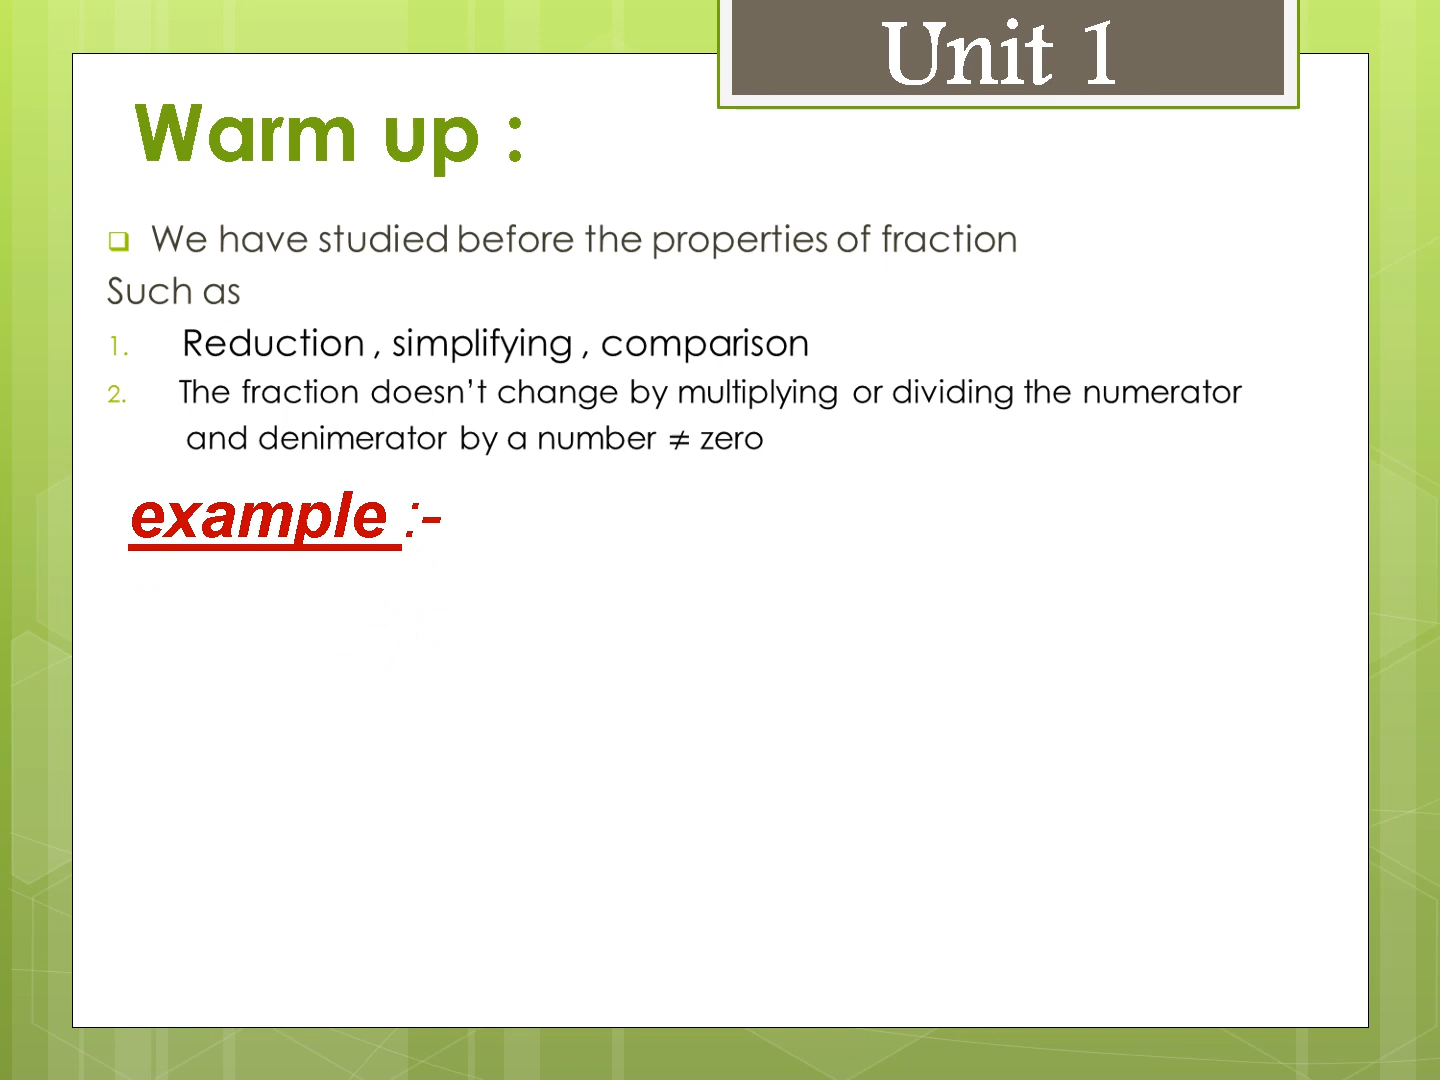 Unit 1
Warm up :
We have studied before the properties of fraction
Such as
1. Reduction , simplifying , comparison
2. The fraction doesn't change by multiplying or dividing the numerator
and denimerator by a number ≠ zero
example :-